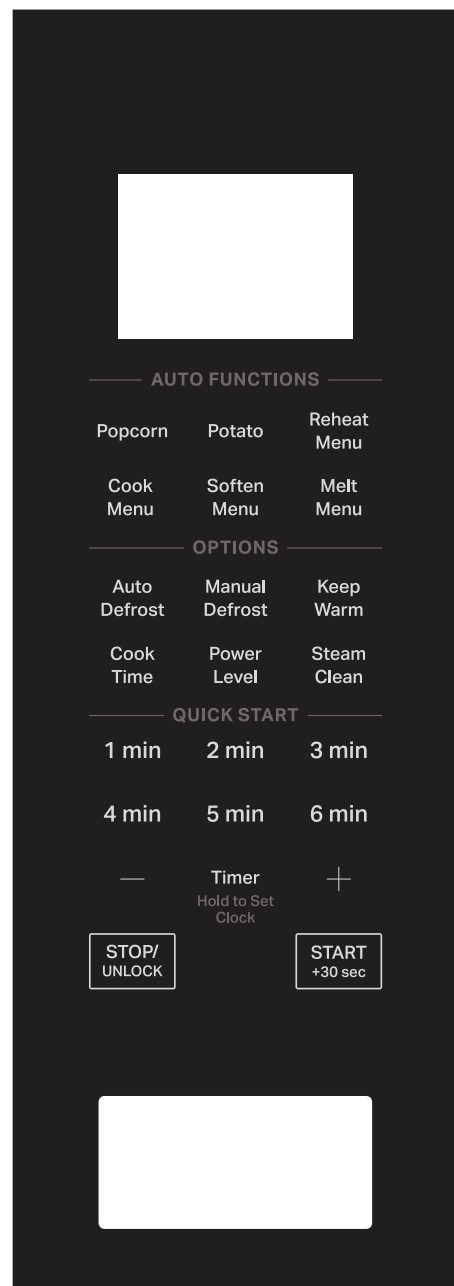 AUTO FUNCTIONS
Popcorn Potato Reheat Menu
Cook Menu Soften Menu Melt Menu
OPTIONS
Auto Defrost Manual Defrost Keep Warm
Cook Time Power Level Steam Clean
QUICK START
1 min 2 min 3 min
4 min 5 min 6 min
— Timer +
Hold to Set
Clock
STOP/
UNLOCK
START
+30 sec